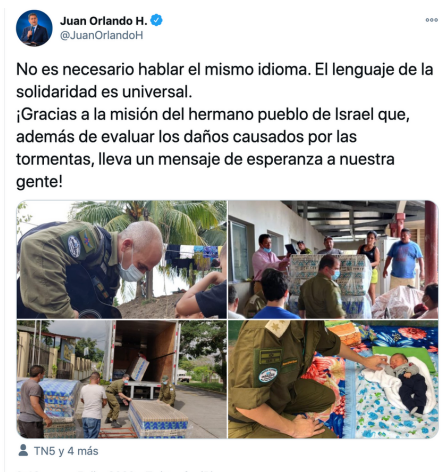 Juan Orlando H.
@JuanOrlandoH
No es necesario hablar el mismo idioma. El lenguaje de la
solidaridad es universal.
¡Gracias a la misión del hermano pueblo de Israel que,
además de evaluar los daños causados por las
tormentas, lleva un mensaje de esperanza a nuestra
gente!
TN5 y 4 más